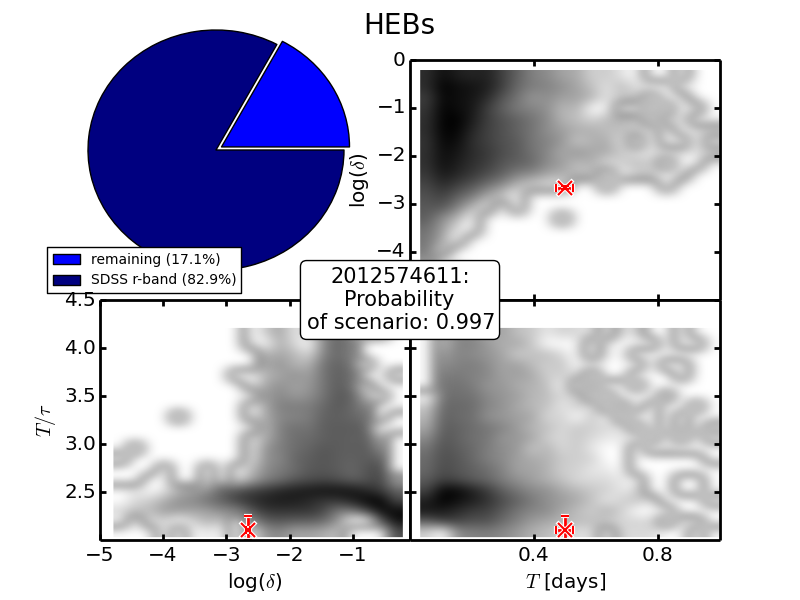 HEBs
remaining (17.1%)
SDSS r-band (82.9%)
0
−1
−2
−3
−4
log(δ)
2012574611:
Probability
of scenario: 0.997
4.5
4.0
3.5
3.0
2.5
T/τ
−5 −4 −3 −2 −1
log(δ)
0.4 0.8
T [days]